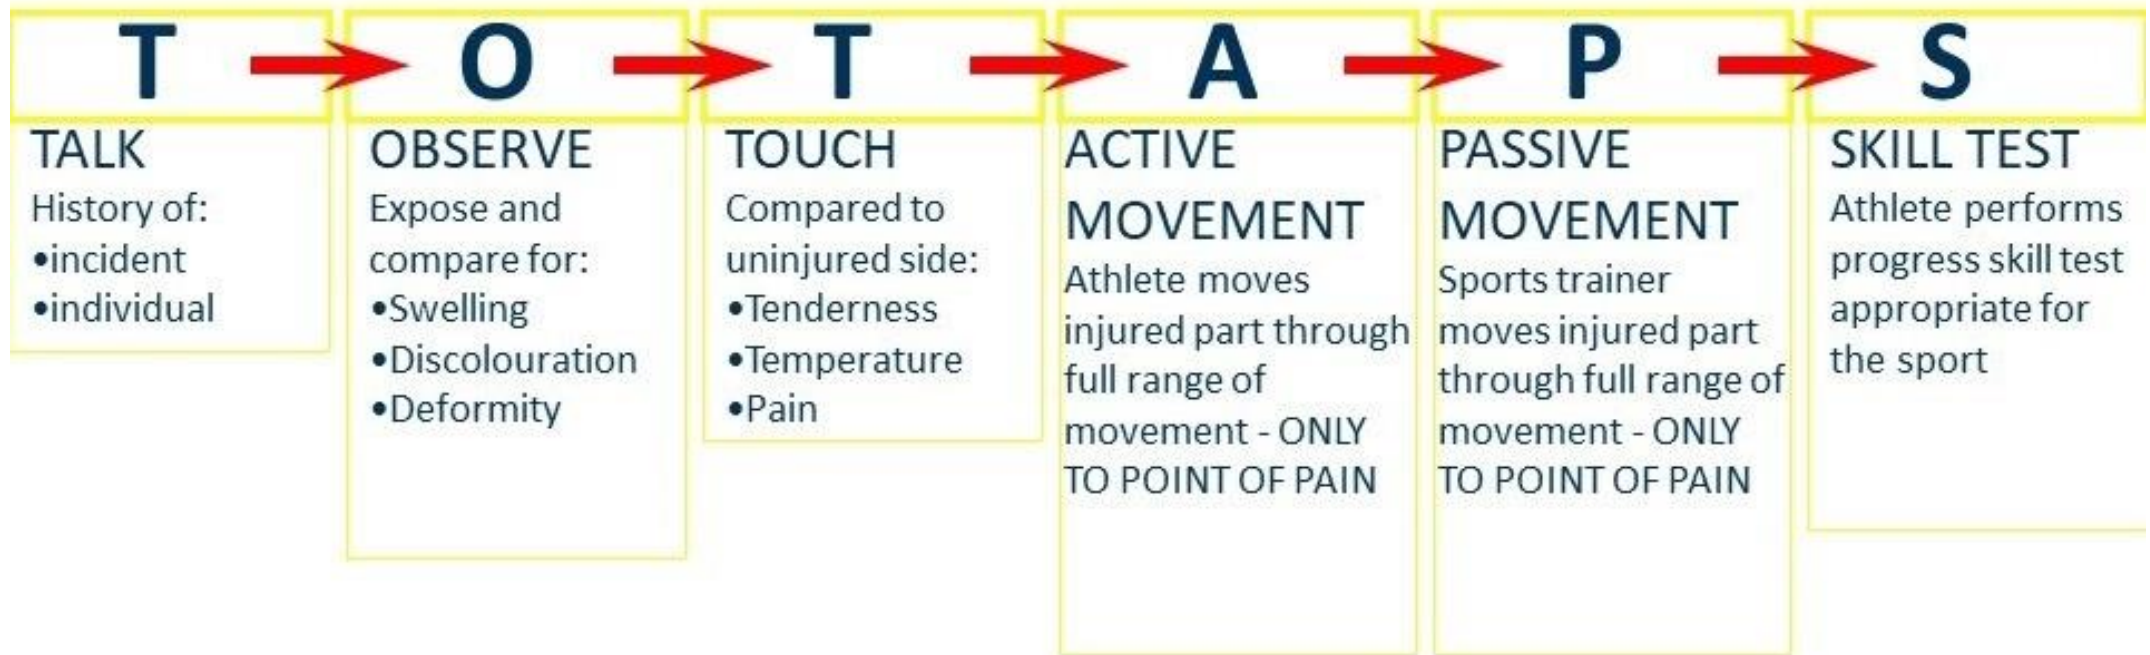 T O T A P S
TALK
History of:
•incident
•individual
OBSERVE
Expose and
compare for:
•Swelling
•Discolouration
•Deformity
TOUCH
Compared to
uninjured side:
•Tenderness
•Temperature
•Pain
ACTIVE
MOVEMENT
Athlete moves
injured part through
full range of
movement - ONLY
TO POINT OF PAIN
PASSIVE
MOVEMENT
Sports trainer
moves injured part
through full range of
movement - ONLY
TO POINT OF PAIN
SKILL TEST
Athlete performs
progress skill test
appropriate for
the sport